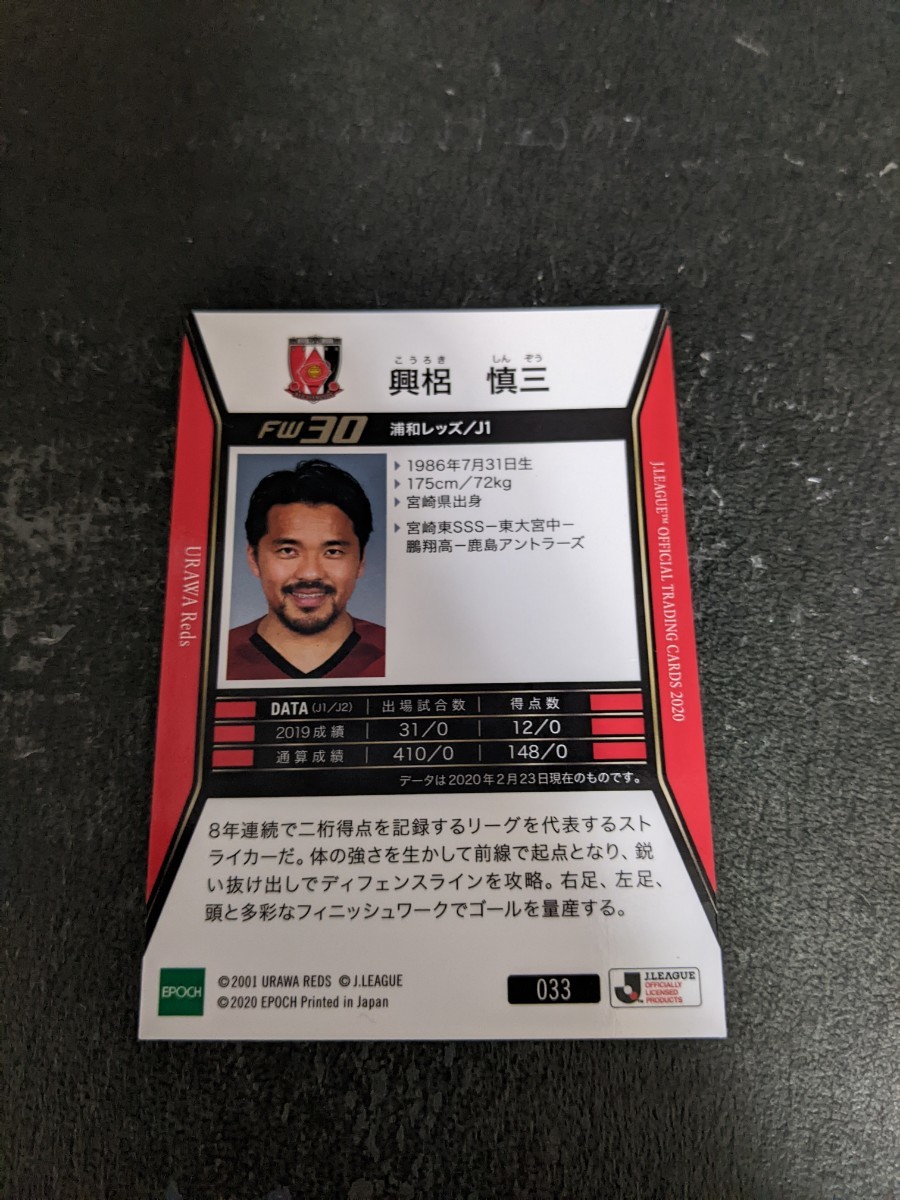 こうろき しんぞう
興梠 慎三
FW 30 浦和レッズ/J1
1986年7月31日生
175cm/72kg
宮崎県出身
宮崎東SSSー東大宮中ー
鵬翔高ー鹿島アントラーズ
DATA (J1/J2) 出場試合数 得点数
2019成績 31/0 12/0
通算成績 410/0 148/0
データは2020年2月23日現在のものです。
8年連続で二桁得点を記録するリーグを代表するスト
ライカーだ。体の強さを生かして前線で起点となり、鋭
い抜け出しでディフェンスラインを攻略。右足、左足、
頭と多彩なフィニッシュワークでゴールを量産する。
URAWA Reds
J.LEAGUE™ OFFICIAL TRADING CARDS 2020
EPOCH
©2001 URAWA REDS ©J.LEAGUE
©2020 EPOCH Printed in Japan
033
J.LEAGUE
OFFICIALLY
LICENSED
PRODUCTS